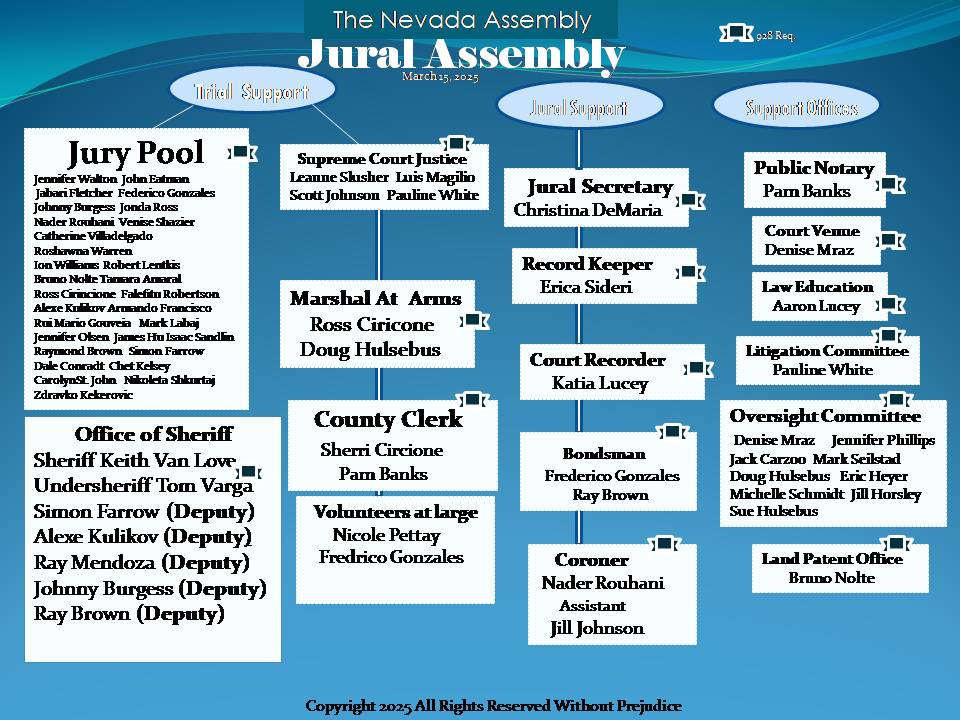 The Nevada Assembly
Jural Assembly
March 15, 2025
928 Req.
Trial Support
Jury Pool
Jennifer Walton John Eatman
Jabari Fletcher Federico Gonzales
Johnny Burgess Jonda Ross
Nader Rouhani Venise Shazier
Catherine Villadelgado
Roshawna Warren
Ion Williams Robert Lentkis
Bruno Nolte Tamara Amaral
Ross Cirincione Falefitu Robertson
Alexe Kulikov Armando Francisco
Rui Mario Gouveia Mark Labaj
Jennifer Olsen James Hu Isaac Sandlin
Raymond Brown Simon Farrow
Dale Conradt Chet Kelsey
CarolynSt. John Nikoleta Shkurtaj
Zdravko Kekerovic
Office of Sheriff
Sheriff Keith Van Love
Undersheriff Tom Varga
Simon Farrow (Deputy)
Alexe Kulikov (Deputy)
Ray Mendoza (Deputy)
Johnny Burgess (Deputy)
Ray Brown (Deputy)
Supreme Court Justice
Leanne Slusher Luis Magilio
Scott Johnson Pauline White
Marshal At Arms
Ross Ciricone
Doug Hulsebus
County Clerk
Sherri Circione
Pam Banks
Volunteers at large
Nicole Pettay
Fredrico Gonzales
Jural Support
Jural Secretary
Christina DeMaria
Record Keeper
Erica Sideri
Court Recorder
Katia Lucey
Bondsman
Frederico Gonzales
Ray Brown
Coroner
Nader Rouhani
Assistant
Jill Johnson
Support Offices
Public Notary
Pam Banks
Court Venue
Denise Mraz
Law Education
Aaron Lucey
Litigation Committee
Pauline White
Oversight Committee
Denise Mraz Jennifer Phillips
Jack Carzoo Mark Seilstad
Doug Hulsebus Eric Heyer
Michelle Schmidt Jill Horsley
Sue Hulsebus
Land Patent Office
Bruno Nolte
Copyright 2025 All Rights Reserved Without Prejudice